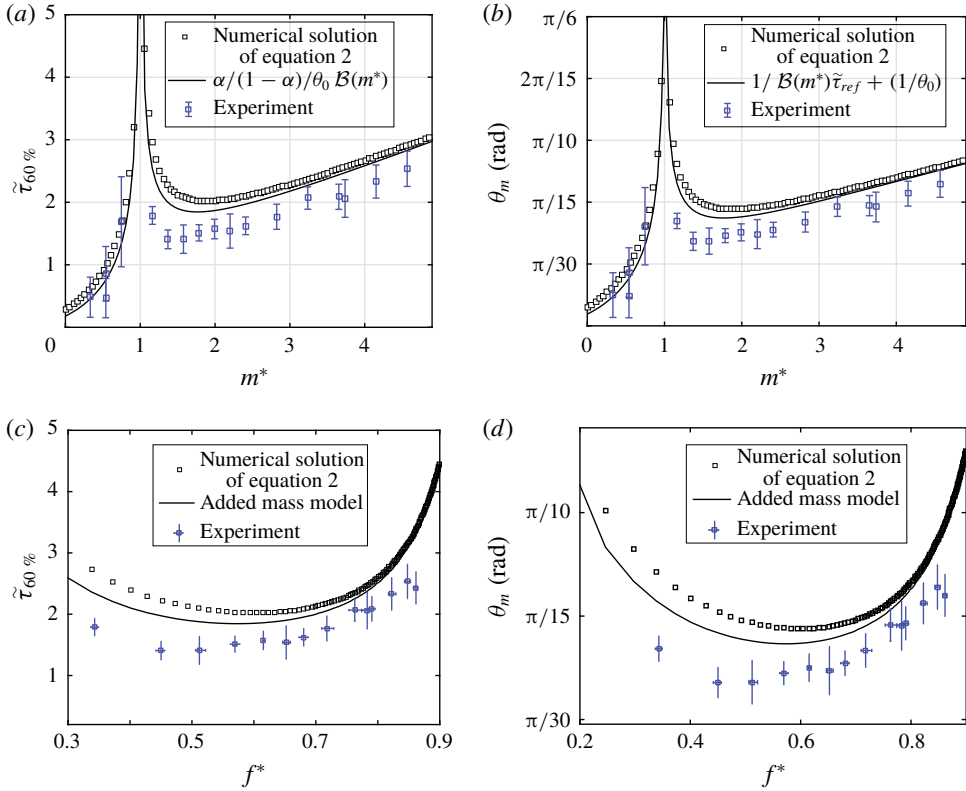 (a)
5
4
3
2
1
0
1
2
3
4
τ̃60 %
m*
Numerical solution
of equation 2
α/(1 − α)/θ0 ℬ(m*)
Experiment
(b)
π/6
2π/15
π/10
π/15
π/30
0
1
2
3
4
θm (rad)
m*
Numerical solution
of equation 2
1/ ℬ(m*)τ̃ref + (1/θ0)
Experiment
(c)
5
4
3
2
1
0.3
0.5
0.7
0.9
τ̃60 %
f*
Numerical solution
of equation 2
Added mass model
Experiment
(d)
π/10
π/15
π/30
0.2
0.4
0.6
0.8
θm (rad)
f*
Numerical solution
of equation 2
Added mass model
Experiment